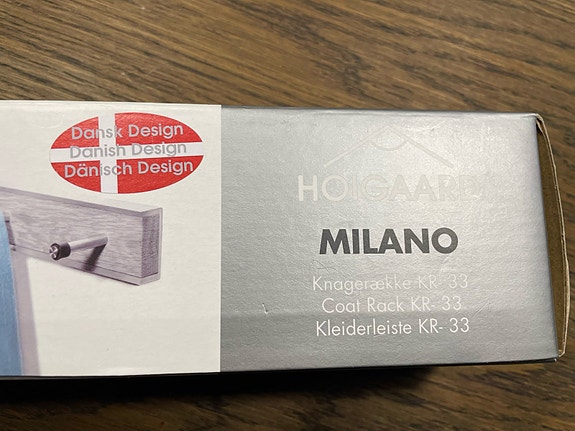 Dansk Design
Danish Design
Dänisch Design
HOIGAARD
MILANO
Knagerække KR- 33
Coat Rack KR- 33
Kleiderleiste KR- 33